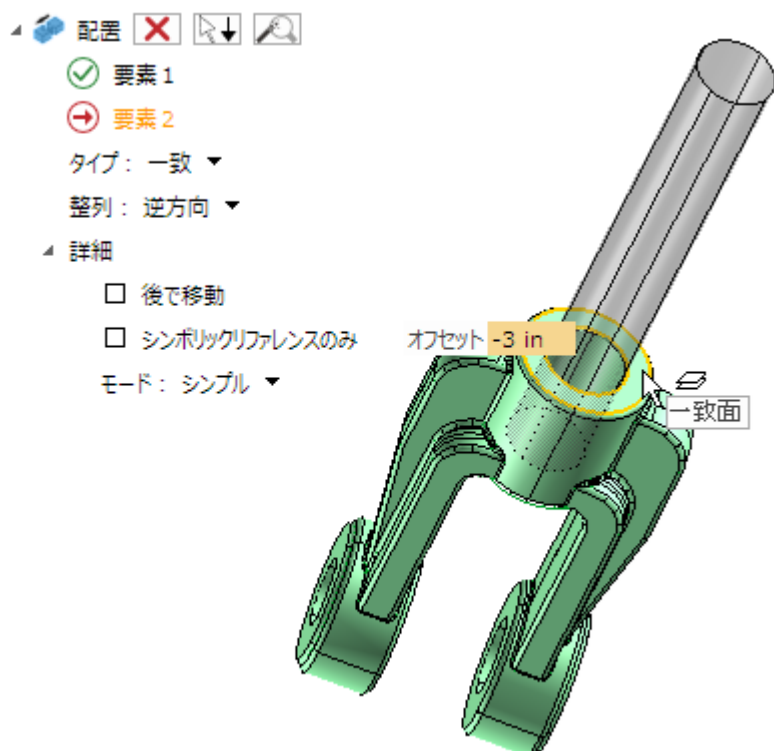 配置
要素 1
要素 2
タイプ： 一致
整列： 逆方向
詳細
後で移動
シンボリックリファレンスのみ オフセット -3 in
モード： シンプル
一致面